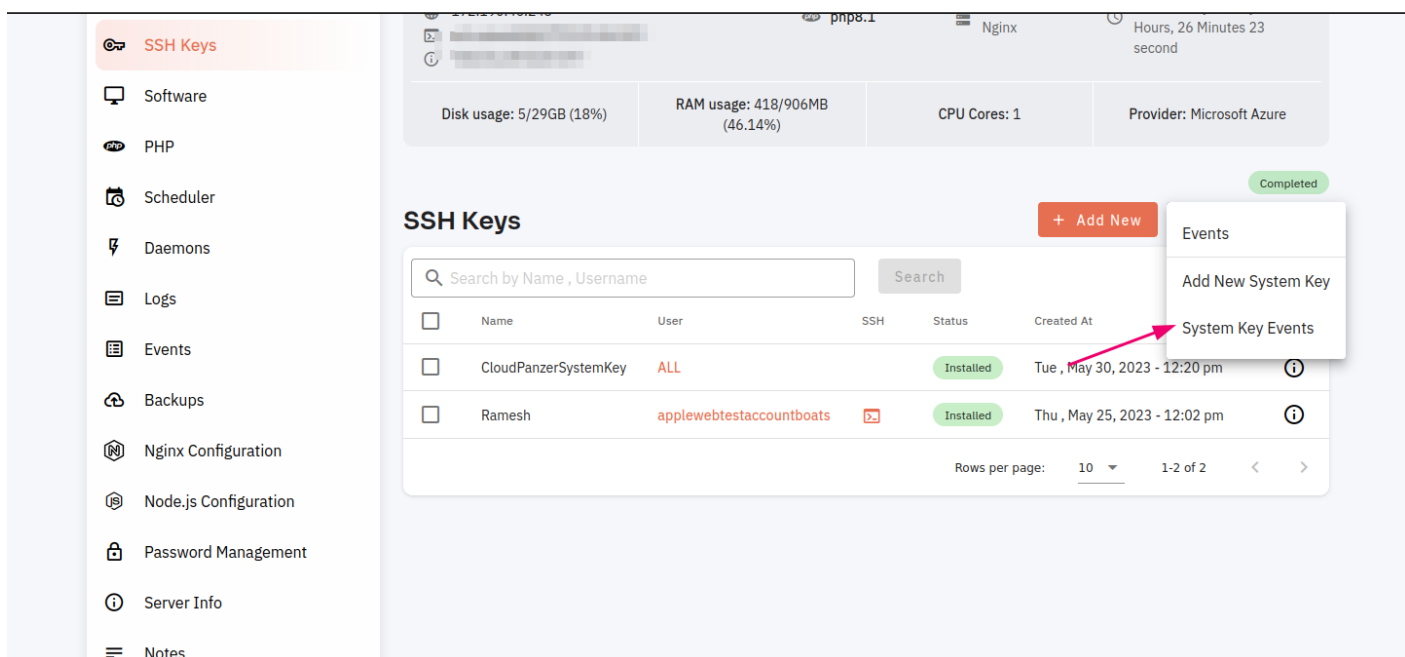 php8.1
Nginx
Hours, 26 Minutes 23
second
Disk usage: 5/29GB (18%)
RAM usage: 418/906MB
(46.14%)
CPU Cores: 1
Provider: Microsoft Azure
SSH Keys
Software
PHP
Scheduler
Daemons
Logs
Events
Backups
Nginx Configuration
Node.js Configuration
Password Management
Server Info
Notes
Completed
SSH Keys
+ Add New
Events
Add New System Key
System Key Events
Search by Name , Username
Search
Name User SSH Status Created At
CloudPanzerSystemKey ALL Installed Tue , May 30, 2023 - 12:20 pm
Ramesh applewebtestaccountboats Installed Thu , May 25, 2023 - 12:02 pm
Rows per page: 10 1-2 of 2